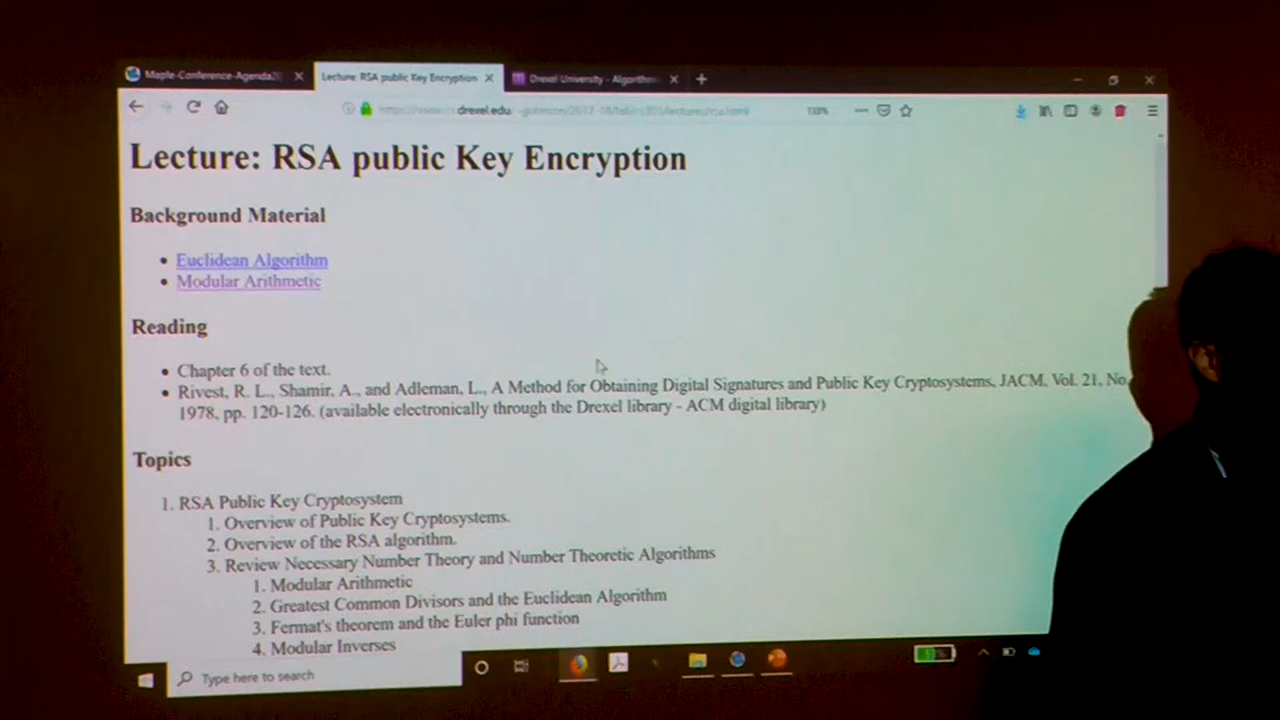 Maple-Conference-Agenda
Lecture: RSA public Key Encryption
Drexel University - Algorithm
drexel.edu
133%
Lecture: RSA public Key Encryption
Background Material
Euclidean Algorithm
Modular Arithmetic
Reading
Chapter 6 of the text.
Rivest, R. L., Shamir, A., and Adleman, L., A Method for Obtaining Digital Signatures and Public Key Cryptosystems, JACM, Vol. 21, No.
1978, pp. 120-126. (available electronically through the Drexel library - ACM digital library)
Topics
1. RSA Public Key Cryptosystem
1. Overview of Public Key Cryptosystems.
2. Overview of the RSA algorithm.
3. Review Necessary Number Theory and Number Theoretic Algorithms
1. Modular Arithmetic
2. Greatest Common Divisors and the Euclidean Algorithm
3. Fermat's theorem and the Euler phi function
4. Modular Inverses
Type here to search